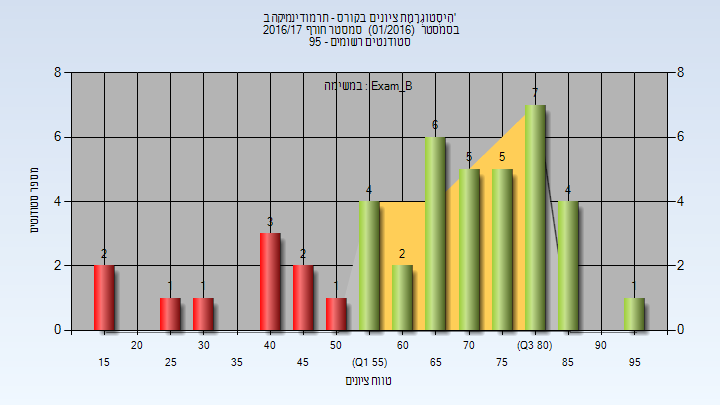 היסטוגרמת ציונים בקורס - תרמודינמיקה ב'
בסמסטר (01/2016) סמסטר חורף 2016/17
סטודנטים רשומים - 95
במשימה : Exam_B
8 8
6 6
4 4
2 2
0 0
2 1 1 3 2 1 4 2 6 5 5 7 4 1
מספר סטודנטים
20 30 40 50 60 70 (Q3 80) 90
15 25 35 45 (Q1 55) 65 75 85 95
טווח ציונים